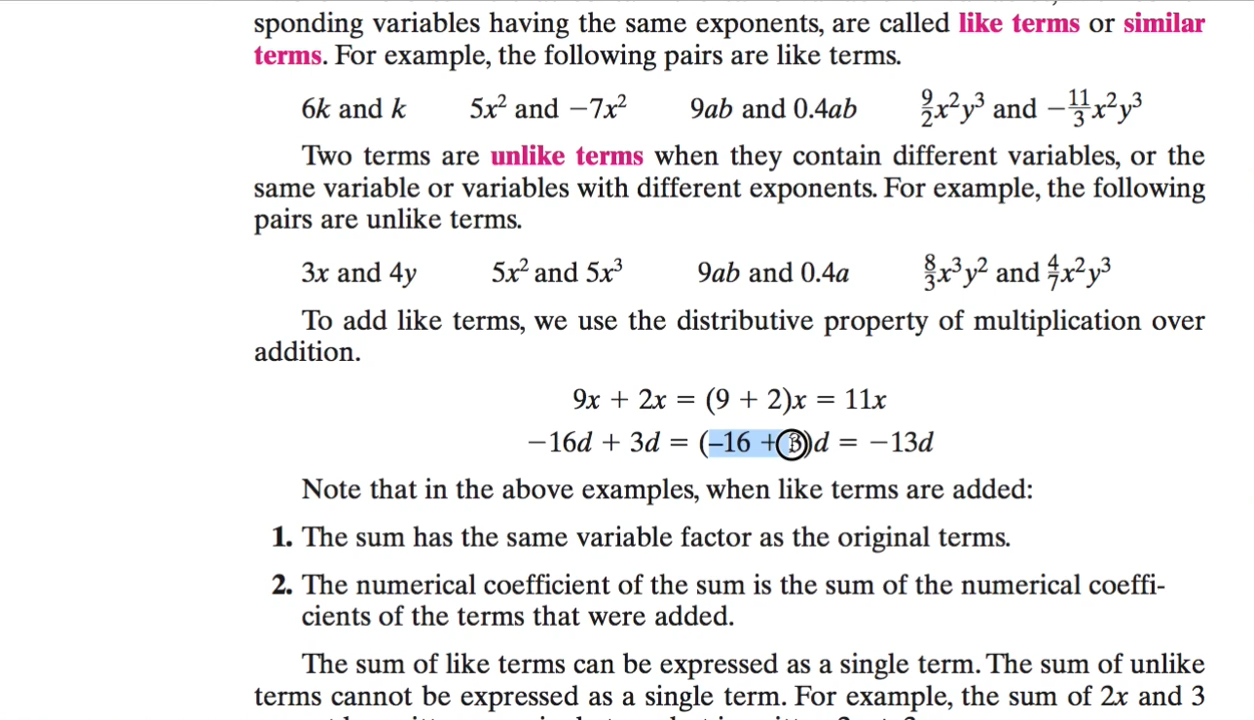 sponding variables having the same exponents, are called like terms or similar
terms. For example, the following pairs are like terms.
6k and k 5x² and −7x² 9ab and 0.4ab 9/2x²y³ and −11/3x²y³
Two terms are unlike terms when they contain different variables, or the
same variable or variables with different exponents. For example, the following
pairs are unlike terms.
3x and 4y 5x² and 5x³ 9ab and 0.4a 8/3x³y² and 4/7x²y³
To add like terms, we use the distributive property of multiplication over
addition.
9x + 2x = (9 + 2)x = 11x
−16d + 3d = (−16 + 3)d = −13d
Note that in the above examples, when like terms are added:
1. The sum has the same variable factor as the original terms.
2. The numerical coefficient of the sum is the sum of the numerical coeffi-
cients of the terms that were added.
The sum of like terms can be expressed as a single term. The sum of unlike
terms cannot be expressed as a single term. For example, the sum of 2x and 3